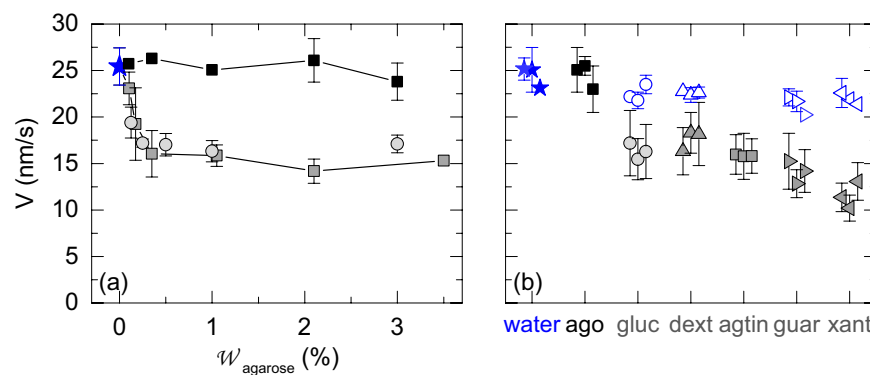 30
25
20
15
10
5
0
V (nm/s)
(a)
0 1 2 3
𝒲agarose (%)
(b)
water ago gluc dext agtin guar xant